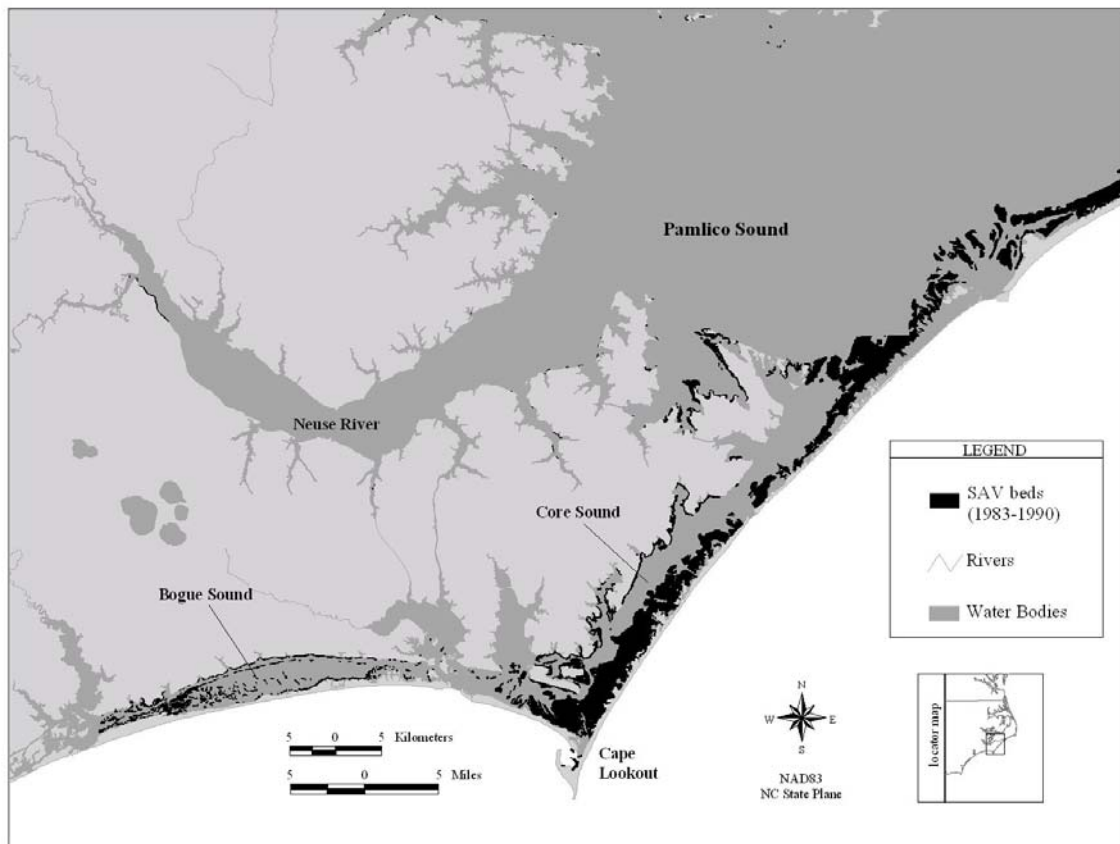 Pamlico Sound
Neuse River
Core Sound
Bogue Sound
Cape
Lookout
LEGEND
SAV beds
(1983-1990)
Rivers
Water Bodies
5 0 5 Kilometers
5 0 5 Miles
N
W E
S
NAD83
NC State Plane
locator map